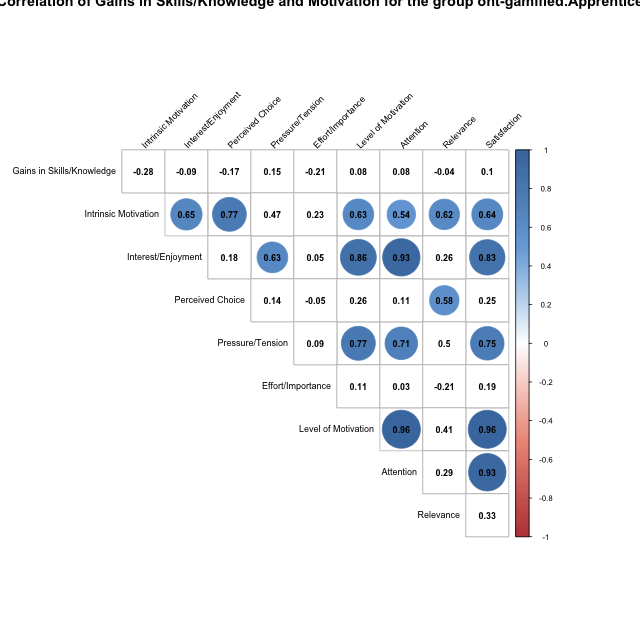 Correlation of Gains in Skills/Knowledge and Motivation for the group ont-gamified.Apprentice
Intrinsic Motivation Interest/Enjoyment Perceived Choice Pressure/Tension Effort/Importance Level of Motivation Attention Relevance Satisfaction
Gains in Skills/Knowledge -0.28 -0.09 -0.17 0.15 -0.21 0.08 0.08 -0.04 0.1
Intrinsic Motivation 0.65 0.77 0.47 0.23 0.63 0.54 0.62 0.64
Interest/Enjoyment 0.18 0.63 0.05 0.86 0.93 0.26 0.83
Perceived Choice 0.14 -0.05 0.26 0.11 0.58 0.25
Pressure/Tension 0.09 0.77 0.71 0.5 0.75
Effort/Importance 0.11 0.03 -0.21 0.19
Level of Motivation 0.96 0.41 0.96
Attention 0.29 0.93
Relevance 0.33
1
0.8
0.6
0.4
0.2
0
-0.2
-0.4
-0.6
-0.8
-1